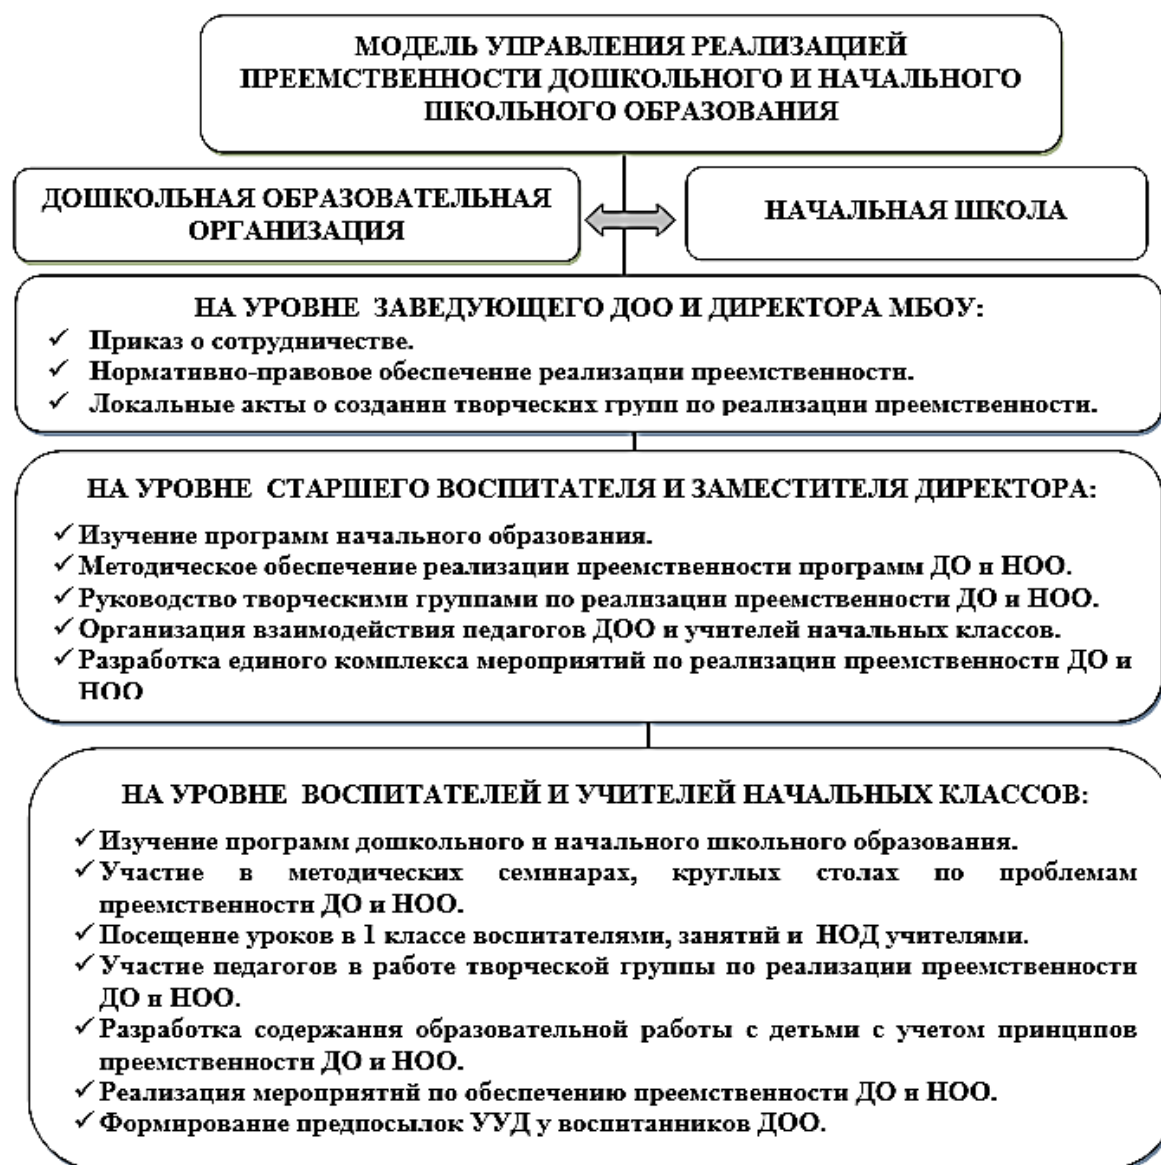 МОДЕЛЬ УПРАВЛЕНИЯ РЕАЛИЗАЦИЕЙ
ПРЕЕМСТВЕННОСТИ ДОШКОЛЬНОГО И НАЧАЛЬНОГО
ШКОЛЬНОГО ОБРАЗОВАНИЯ
ДОШКОЛЬНАЯ ОБРАЗОВАТЕЛЬНАЯ
ОРГАНИЗАЦИЯ
НАЧАЛЬНАЯ ШКОЛА
НА УРОВНЕ ЗАВЕДУЮЩЕГО ДОО И ДИРЕКТОРА МБОУ:
✓ Приказ о сотрудничестве.
✓ Нормативно-правовое обеспечение реализации преемственности.
✓ Локальные акты о создании творческих групп по реализации преемственности.
НА УРОВНЕ СТАРШЕГО ВОСПИТАТЕЛЯ И ЗАМЕСТИТЕЛЯ ДИРЕКТОРА:
✓ Изучение программ начального образования.
✓ Методическое обеспечение реализации преемственности программ ДО и НОО.
✓ Руководство творческими группами по реализации преемственности ДО и НОО.
✓ Организация взаимодействия педагогов ДОО и учителей начальных классов.
✓ Разработка единого комплекса мероприятий по реализации преемственности ДО и
НОО
НА УРОВНЕ ВОСПИТАТЕЛЕЙ И УЧИТЕЛЕЙ НАЧАЛЬНЫХ КЛАССОВ:
✓ Изучение программ дошкольного и начального школьного образования.
✓ Участие в методических семинарах, круглых столах по проблемам
преемственности ДО и НОО.
✓ Посещение уроков в 1 классе воспитателями, занятий и НОД учителями.
✓ Участие педагогов в работе творческой группы по реализации преемственности
ДО и НОО.
✓ Разработка содержания образовательной работы с детьми с учетом принципов
преемственности ДО и НОО.
✓ Реализация мероприятий по обеспечению преемственности ДО и НОО.
✓ Формирование предпосылок УУД у воспитанников ДОО.